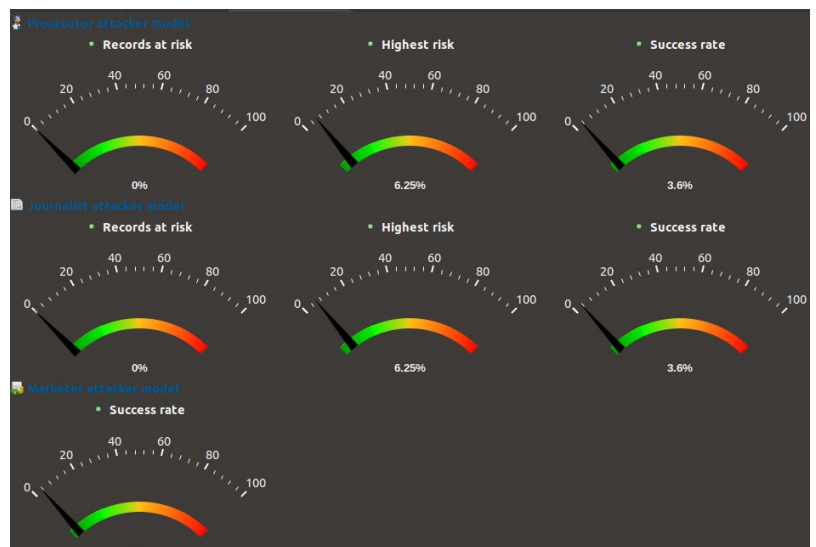 Prosecutor attacker model
Records at risk
Highest risk
Success rate
0 20 40 60 80 100
0 20 40 60 80 100
0 20 40 60 80 100
0%
6.25%
3.6%
Journalist attacker model
Records at risk
Highest risk
Success rate
0 20 40 60 80 100
0 20 40 60 80 100
0 20 40 60 80 100
0%
6.25%
3.6%
Marketer attacker model
Success rate
0 20 40 60 80 100